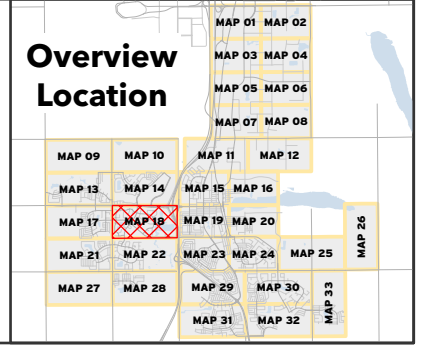 Overview
Location
MAP 01 MAP 02
MAP 03 MAP 04
MAP 05 MAP 06
MAP 07 MAP 08
MAP 09 MAP 10 MAP 11 MAP 12
MAP 13 MAP 14 MAP 15 MAP 16
MAP 17 MAP 18 MAP 19 MAP 20
MAP 26
MAP 21 MAP 22 MAP 23 MAP 24 MAP 25
MAP 27 MAP 28 MAP 29 MAP 30
MAP 33
MAP 31 MAP 32